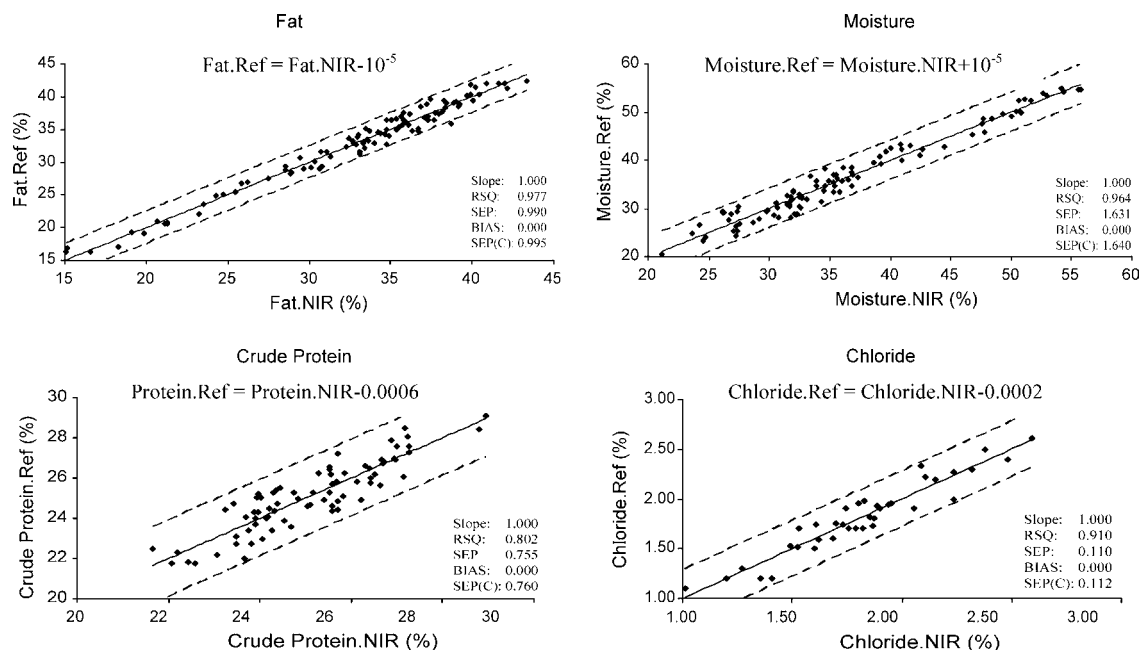 Fat
Fat.Ref = Fat.NIR-10⁻⁵
45
40
35
30
25
20
15
Fat.Ref (%)
Slope: 1.000
RSQ: 0.977
SEP: 0.990
BIAS: 0.000
SEP(C): 0.995
15 20 25 30 35 40 45
Fat.NIR (%)
Moisture
Moisture.Ref = Moisture.NIR+10⁻⁵
60
50
40
30
20
Moisture.Ref (%)
Slope: 1.000
RSQ: 0.964
SEP: 1.631
BIAS: 0.000
SEP(C): 1.640
20 25 30 35 40 45 50 55 60
Moisture.NIR (%)
Crude Protein
Protein.Ref = Protein.NIR-0.0006
30
28
26
24
22
20
Crude Protein.Ref (%)
Slope: 1.000
RSQ: 0.802
SEP 0.755
BIAS: 0.000
SEP(C): 0.760
20 22 24 26 28 30
Crude Protein.NIR (%)
Chloride
Chloride.Ref = Chloride.NIR-0.0002
3.00
2.50
2.00
1.50
1.00
Chloride.Ref (%)
Slope: 1.000
RSQ: 0.910
SEP: 0.110
BIAS: 0.000
SEP(C): 0.112
1.00 1.50 2.00 2.50 3.00
Chloride.NIR (%)